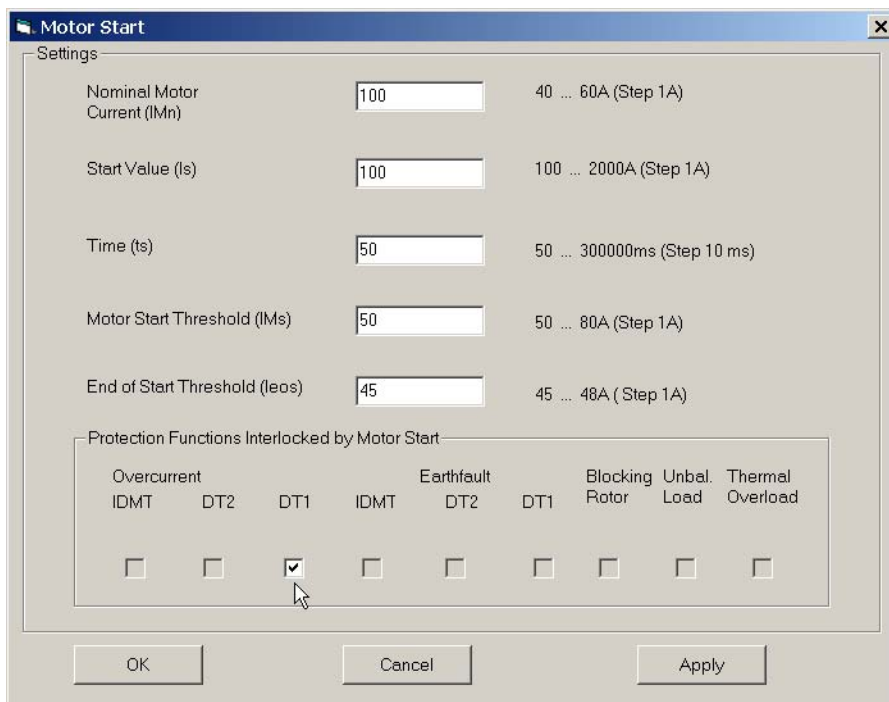 Motor Start
Settings
Nominal Motor
Current (IMn)
100
40 ... 60A (Step 1A)
Start Value (Is)
100
100 ... 2000A (Step 1A)
Time (ts)
50
50 ... 300000ms (Step 10 ms)
Motor Start Threshold (IMs)
50
50 ... 80A (Step 1A)
End of Start Threshold (Ieos)
45
45 ... 48A ( Step 1A)
Protection Functions Interlocked by Motor Start
Overcurrent Earthfault Blocking Unbal. Thermal
IDMT DT2 DT1 IDMT DT2 DT1 Rotor Load Overload
OK Cancel Apply